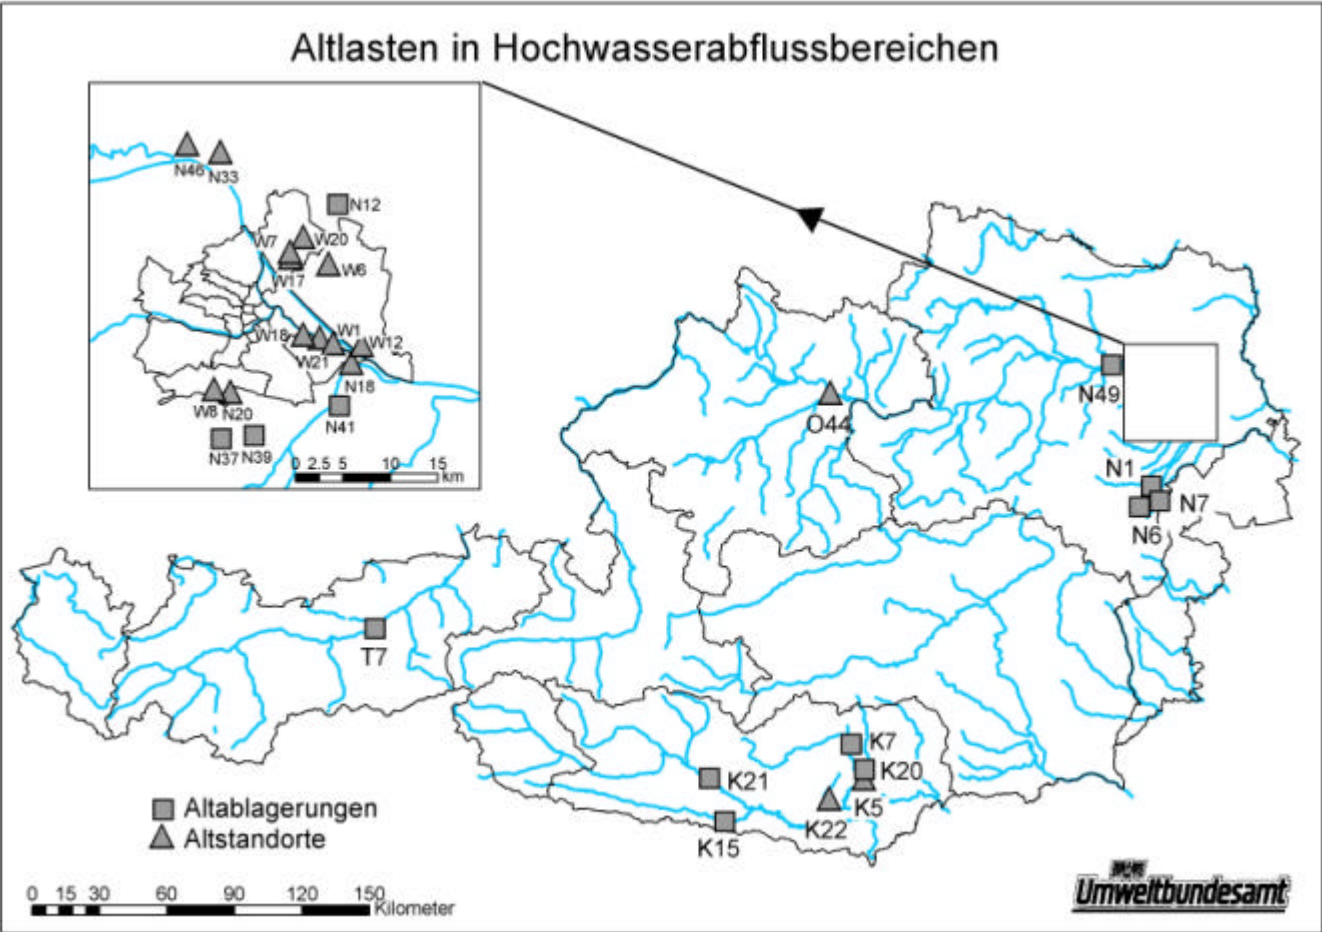 Altlasten in Hochwasserabflussbereichen
N46
N33
N12
W7
W20
W17
W6
W18
W1
W12
W21
N18
W8
N20
N41
N37
N39
0 2.5 5 10 15
km
O44
N49
N1
N7
N6
T7
K7
K20
K21
K5
K22
K15
Altablagerungen
Altstandorte
0 15 30 60 90 120 150
Kilometer
Umweltbundesamt